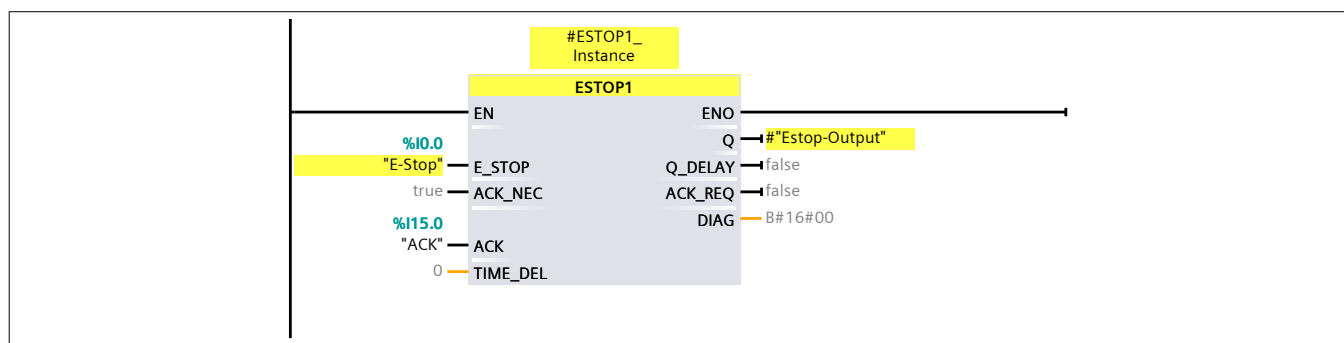 #ESTOP1_
Instance
ESTOP1
EN ENO
Q #"Estop-Output"
%I0.0
"E-Stop" E_STOP Q_DELAY false
true ACK_NEC ACK_REQ false
%I15.0 DIAG B#16#00
"ACK" ACK
0 TIME_DEL